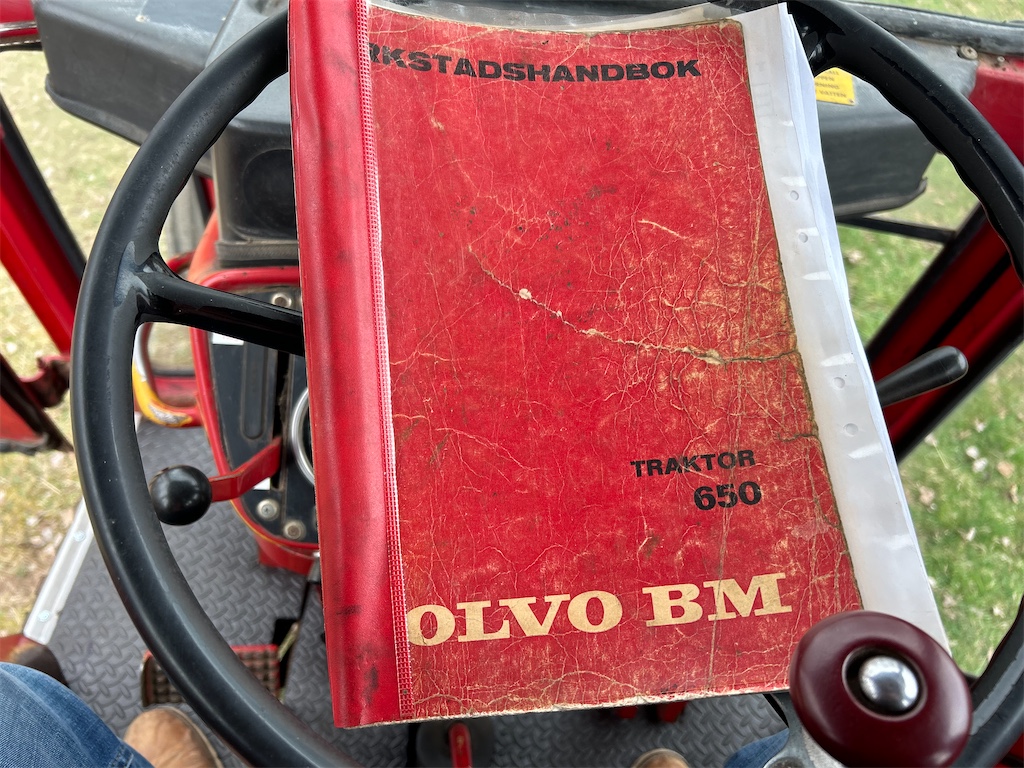 RKSTADSHANDBOK
TRAKTOR
650
OLVO BM